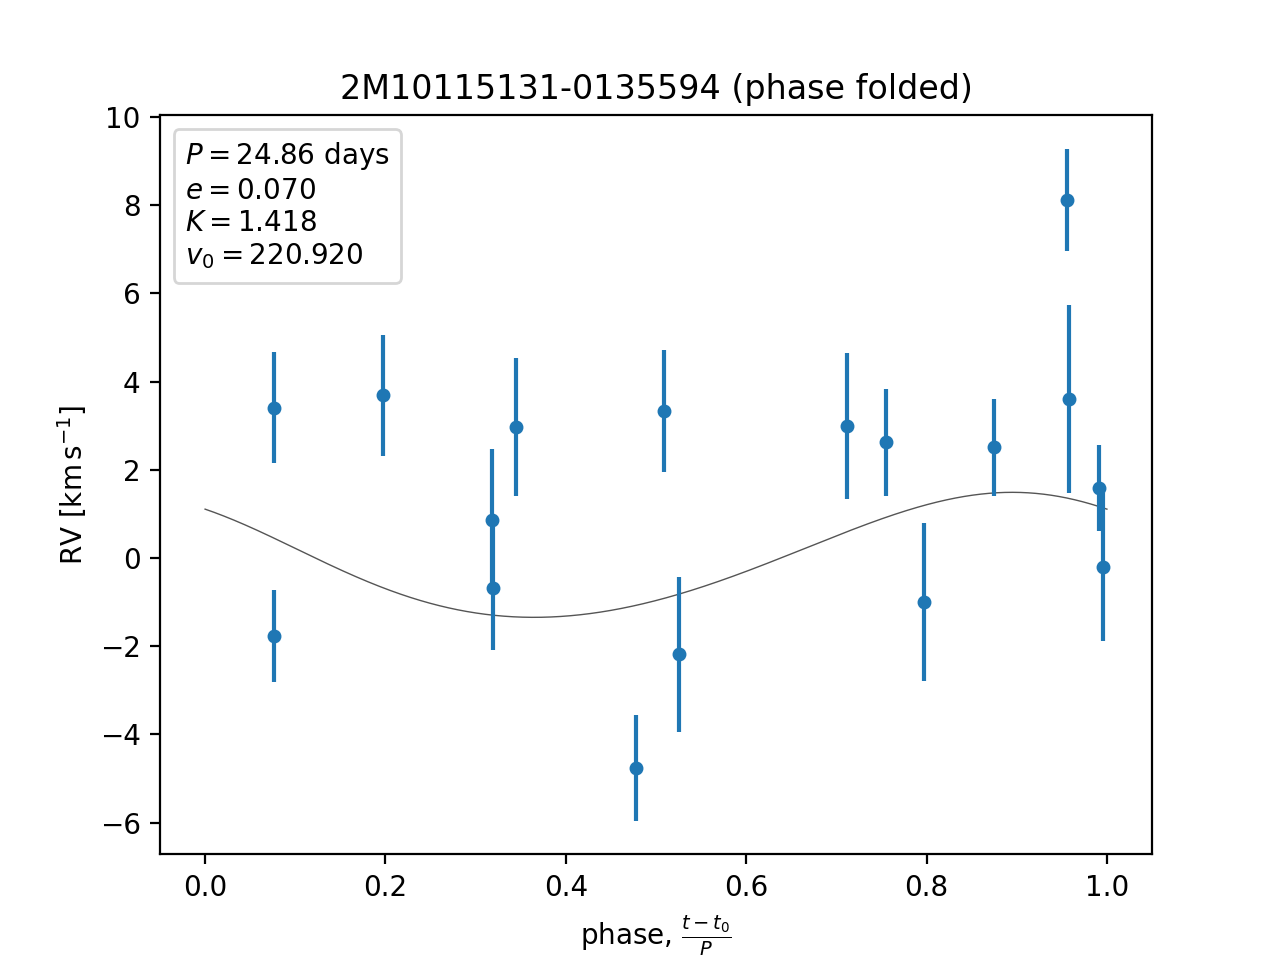 2M10115131-0135594 (phase folded)
P = 24.86 days
e = 0.070
K = 1.418
v₀ = 220.920
10
8
6
4
2
0
−2
−4
−6
RV [km s⁻¹]
0.0 0.2 0.4 0.6 0.8 1.0
phase, (t − t₀)/P